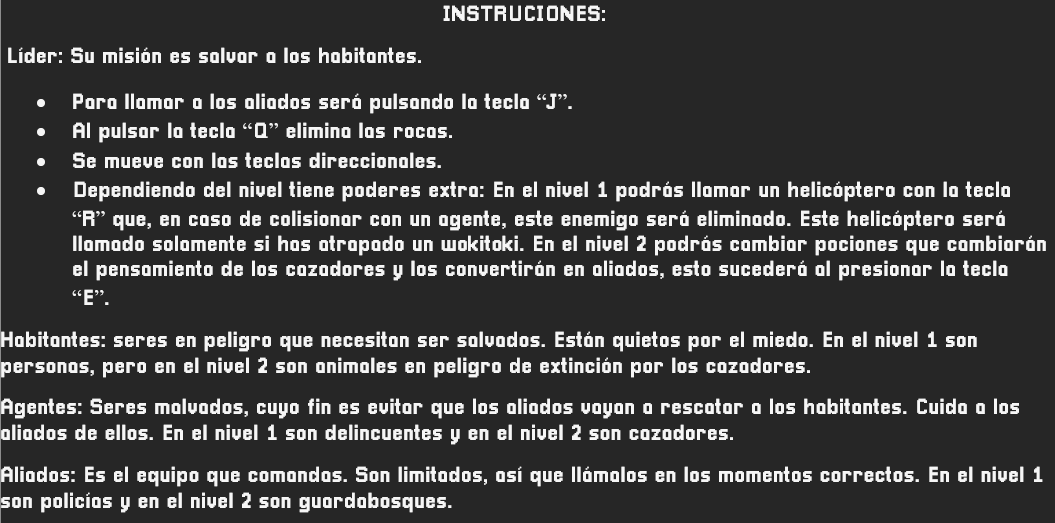 INSTRUCIONES:
Líder: Su misión es salvar a los habitantes.
• Para llamar a los aliados será pulsando la tecla “J”.
• Al pulsar la tecla “Q” elimina las rocas.
• Se mueve con las teclas direccionales.
• Dependiendo del nivel tiene poderes extra: En el nivel 1 podrás llamar un helicóptero con la tecla
“R” que, en caso de colisionar con un agente, este enemigo será eliminado. Este helicóptero será
llamado solamente si has atrapado un wokitoki. En el nivel 2 podrás cambiar pociones que cambiarán
el pensamiento de los cazadores y los convertirán en aliados, esto sucederá al presionar la tecla
“E”.
Habitantes: seres en peligro que necesitan ser salvados. Están quietos por el miedo. En el nivel 1 son
personas, pero en el nivel 2 son animales en peligro de extinción por los cazadores.
Agentes: Seres malvados, cuyo fin es evitar que los aliados vayan a rescatar a los habitantes. Cuida a los
aliados de ellos. En el nivel 1 son delincuentes y en el nivel 2 son cazadores.
Aliados: Es el equipo que comandas. Son limitados, así que llámalos en los momentos correctos. En el nivel 1
son policías y en el nivel 2 son guardabosques.